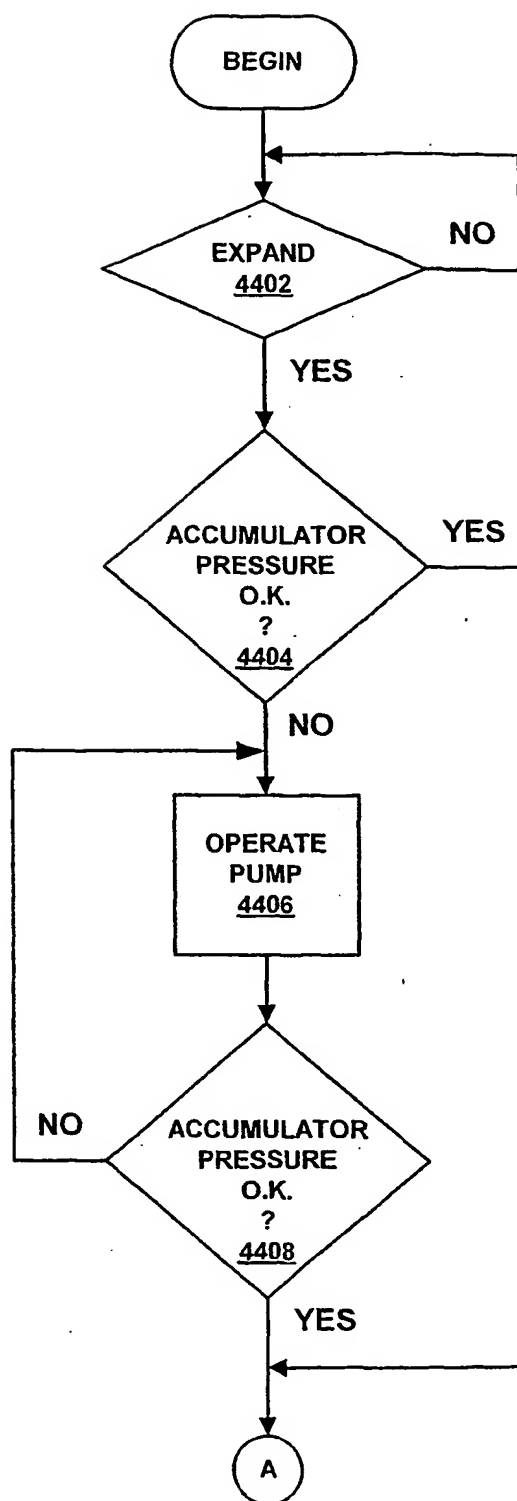 BEGIN
EXPAND
4402
NO
YES
ACCUMULATOR
PRESSURE
O.K.
?
4404
YES
NO
OPERATE
PUMP
4406
ACCUMULATOR
PRESSURE
O.K.
?
4408
NO
YES
A